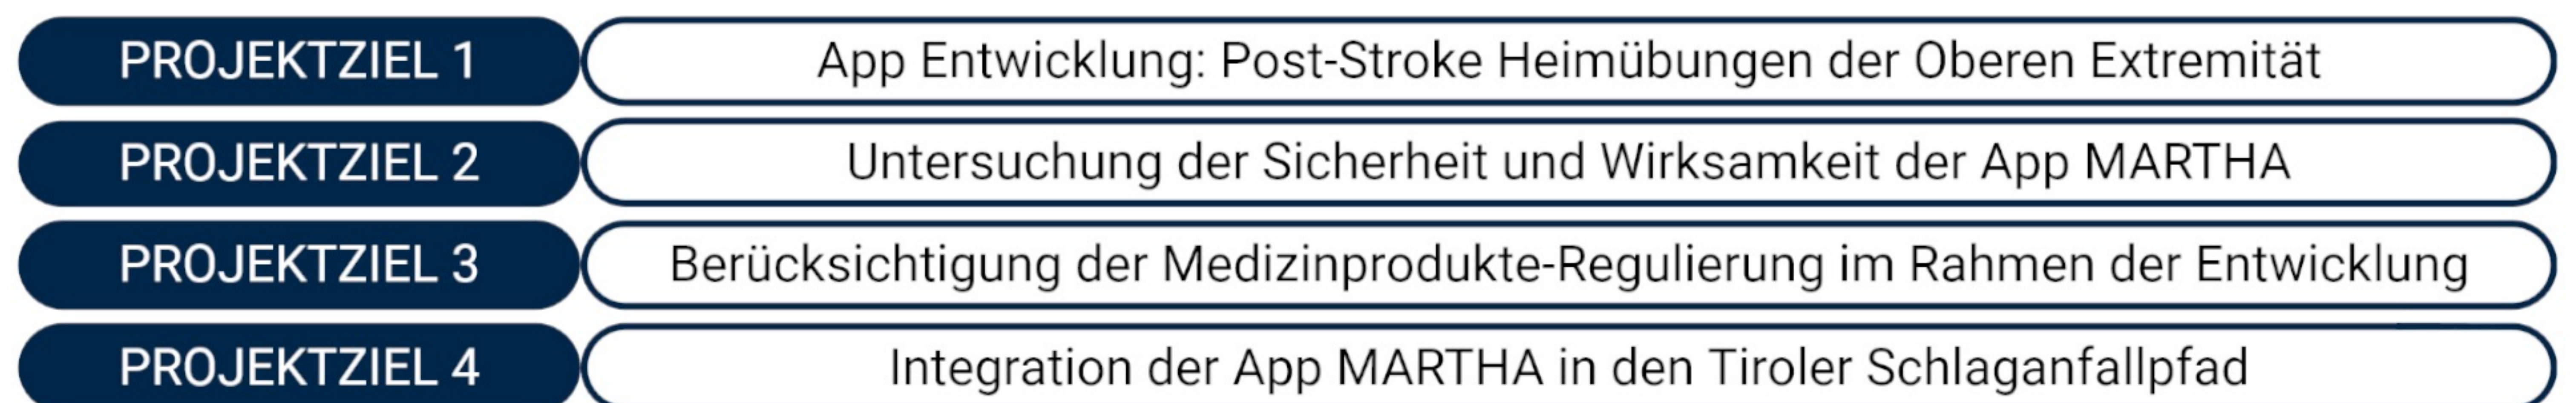 PROJEKTZIEL 1 App Entwicklung: Post-Stroke Heimübungen der Oberen Extremität
PROJEKTZIEL 2 Untersuchung der Sicherheit und Wirksamkeit der App MARTHA
PROJEKTZIEL 3 Berücksichtigung der Medizinprodukte-Regulierung im Rahmen der Entwicklung
PROJEKTZIEL 4 Integration der App MARTHA in den Tiroler Schlaganfallpfad